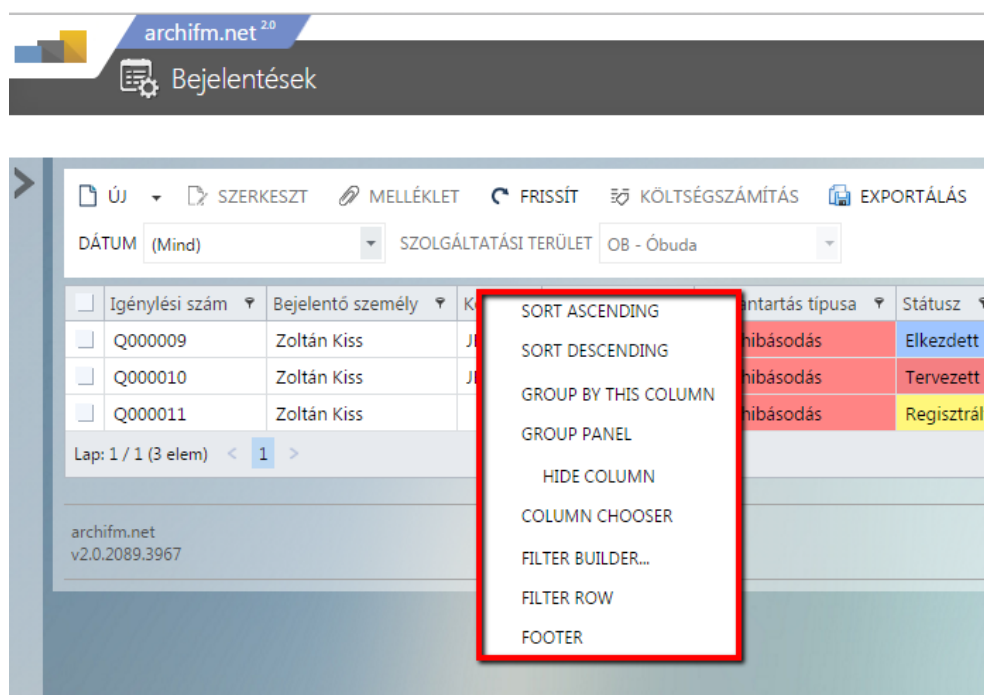 archifm.net 2.0
Bejelentések
ÚJ SZERKESZT MELLÉKLET FRISSÍT KÖLTSÉGSZÁMÍTÁS EXPORTÁLÁS
DÁTUM (Mind) SZOLGÁLTATÁSI TERÜLET OB - Óbuda
Igénylési szám Bejelentő személy típusa Státusz
Q000009 Zoltán Kiss Elkezdett
Q000010 Zoltán Kiss Tervezett
Q000011 Zoltán Kiss
Lap: 1 / 1 (3 elem) < 1 >
SORT ASCENDING
SORT DESCENDING
GROUP BY THIS COLUMN
GROUP PANEL
HIDE COLUMN
COLUMN CHOOSER
FILTER BUILDER...
FILTER ROW
FOOTER
archifm.net
v2.0.2089.3967